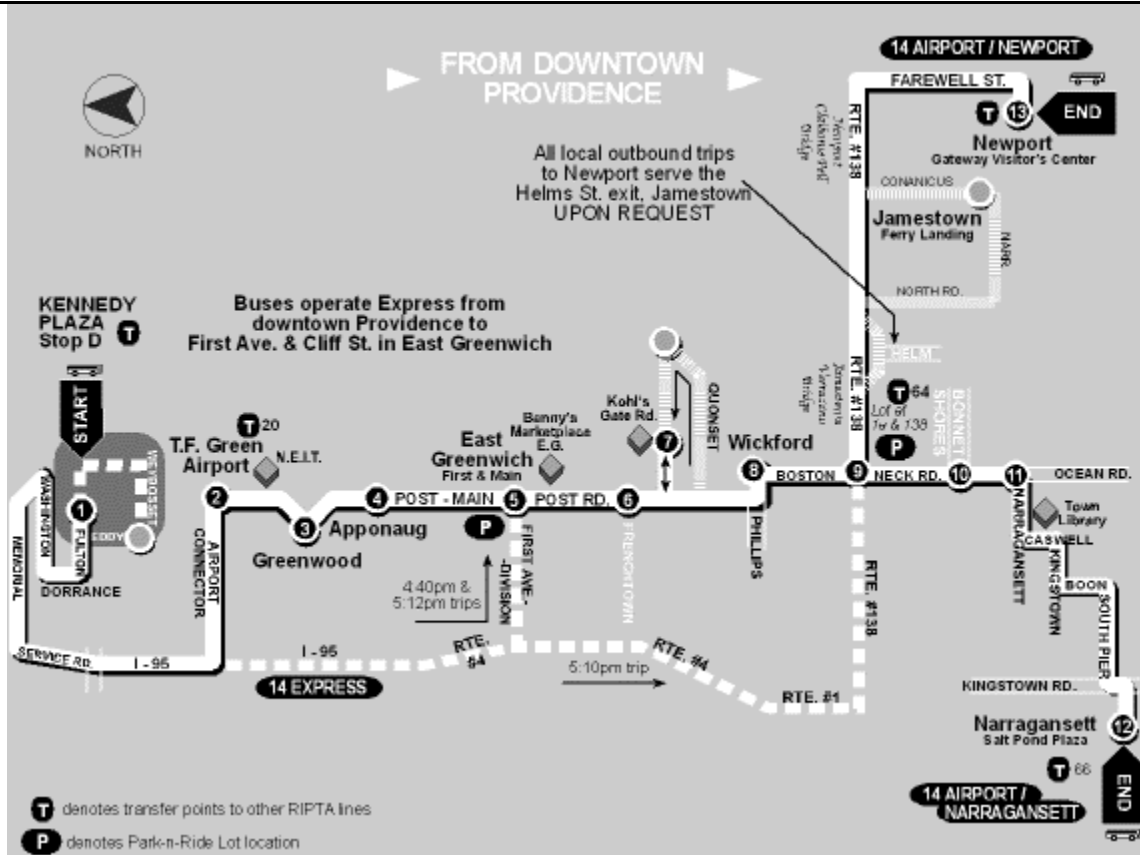 14 AIRPORT / NEWPORT
FROM DOWNTOWN
PROVIDENCE
FAREWELL ST.
END
13
T
Newport
Gateway Visitor's Center
NORTH
RTE. #138
Newport
Bridge
All local outbound trips
to Newport serve the
Helms St. exit, Jamestown
UPON REQUEST
CONANICUS
Jamestown
Ferry Landing
NARR
NORTH RD.
KENNEDY
PLAZA
Stop D
T
START
Buses operate Express from
downtown Providence to
First Ave. & Cliff St. in East Greenwich
HELM
RTE. #138
Jamestown
Verrazano
Bridge
T 64
Lot at
1a & 138
P
BONNET
SHORES
QUONSET
Kohl's
Gate Rd.
7
Benny's
Marketplace
E.G.
East
Greenwich
First & Main
T 20
T.F. Green
Airport
N.E.I.T.
WEYBOSSET
WASHINGTON
1
FULTON
EDDY
DORRANCE
MEMORIAL
2
3
Greenwood
4
Apponaug
POST - MAIN
5
POST RD.
6
Wickford
8
BOSTON
9
NECK RD.
10
11
OCEAN RD.
Town
Library
NARRAGANSETT
CASWELL
KINGSTOWN
BOON
SOUTH PIER
AIRPORT
CONNECTOR
P
FIRST AVE.-
-DIVISION
FRENCHTOWN
PHILLIPS
RTE. #138
4:40pm &
5:12pm trips
SERVICE RD.
I - 95
I - 95
14 EXPRESS
RTE.
#4
5:10pm trip
RTE. #4
RTE. #1
KINGSTOWN RD.
Narragansett
Salt Pond Plaza
12
T 66
END
14 AIRPORT /
NARRAGANSETT
T denotes transfer points to other RIPTA lines
P denotes Park-n-Ride Lot location